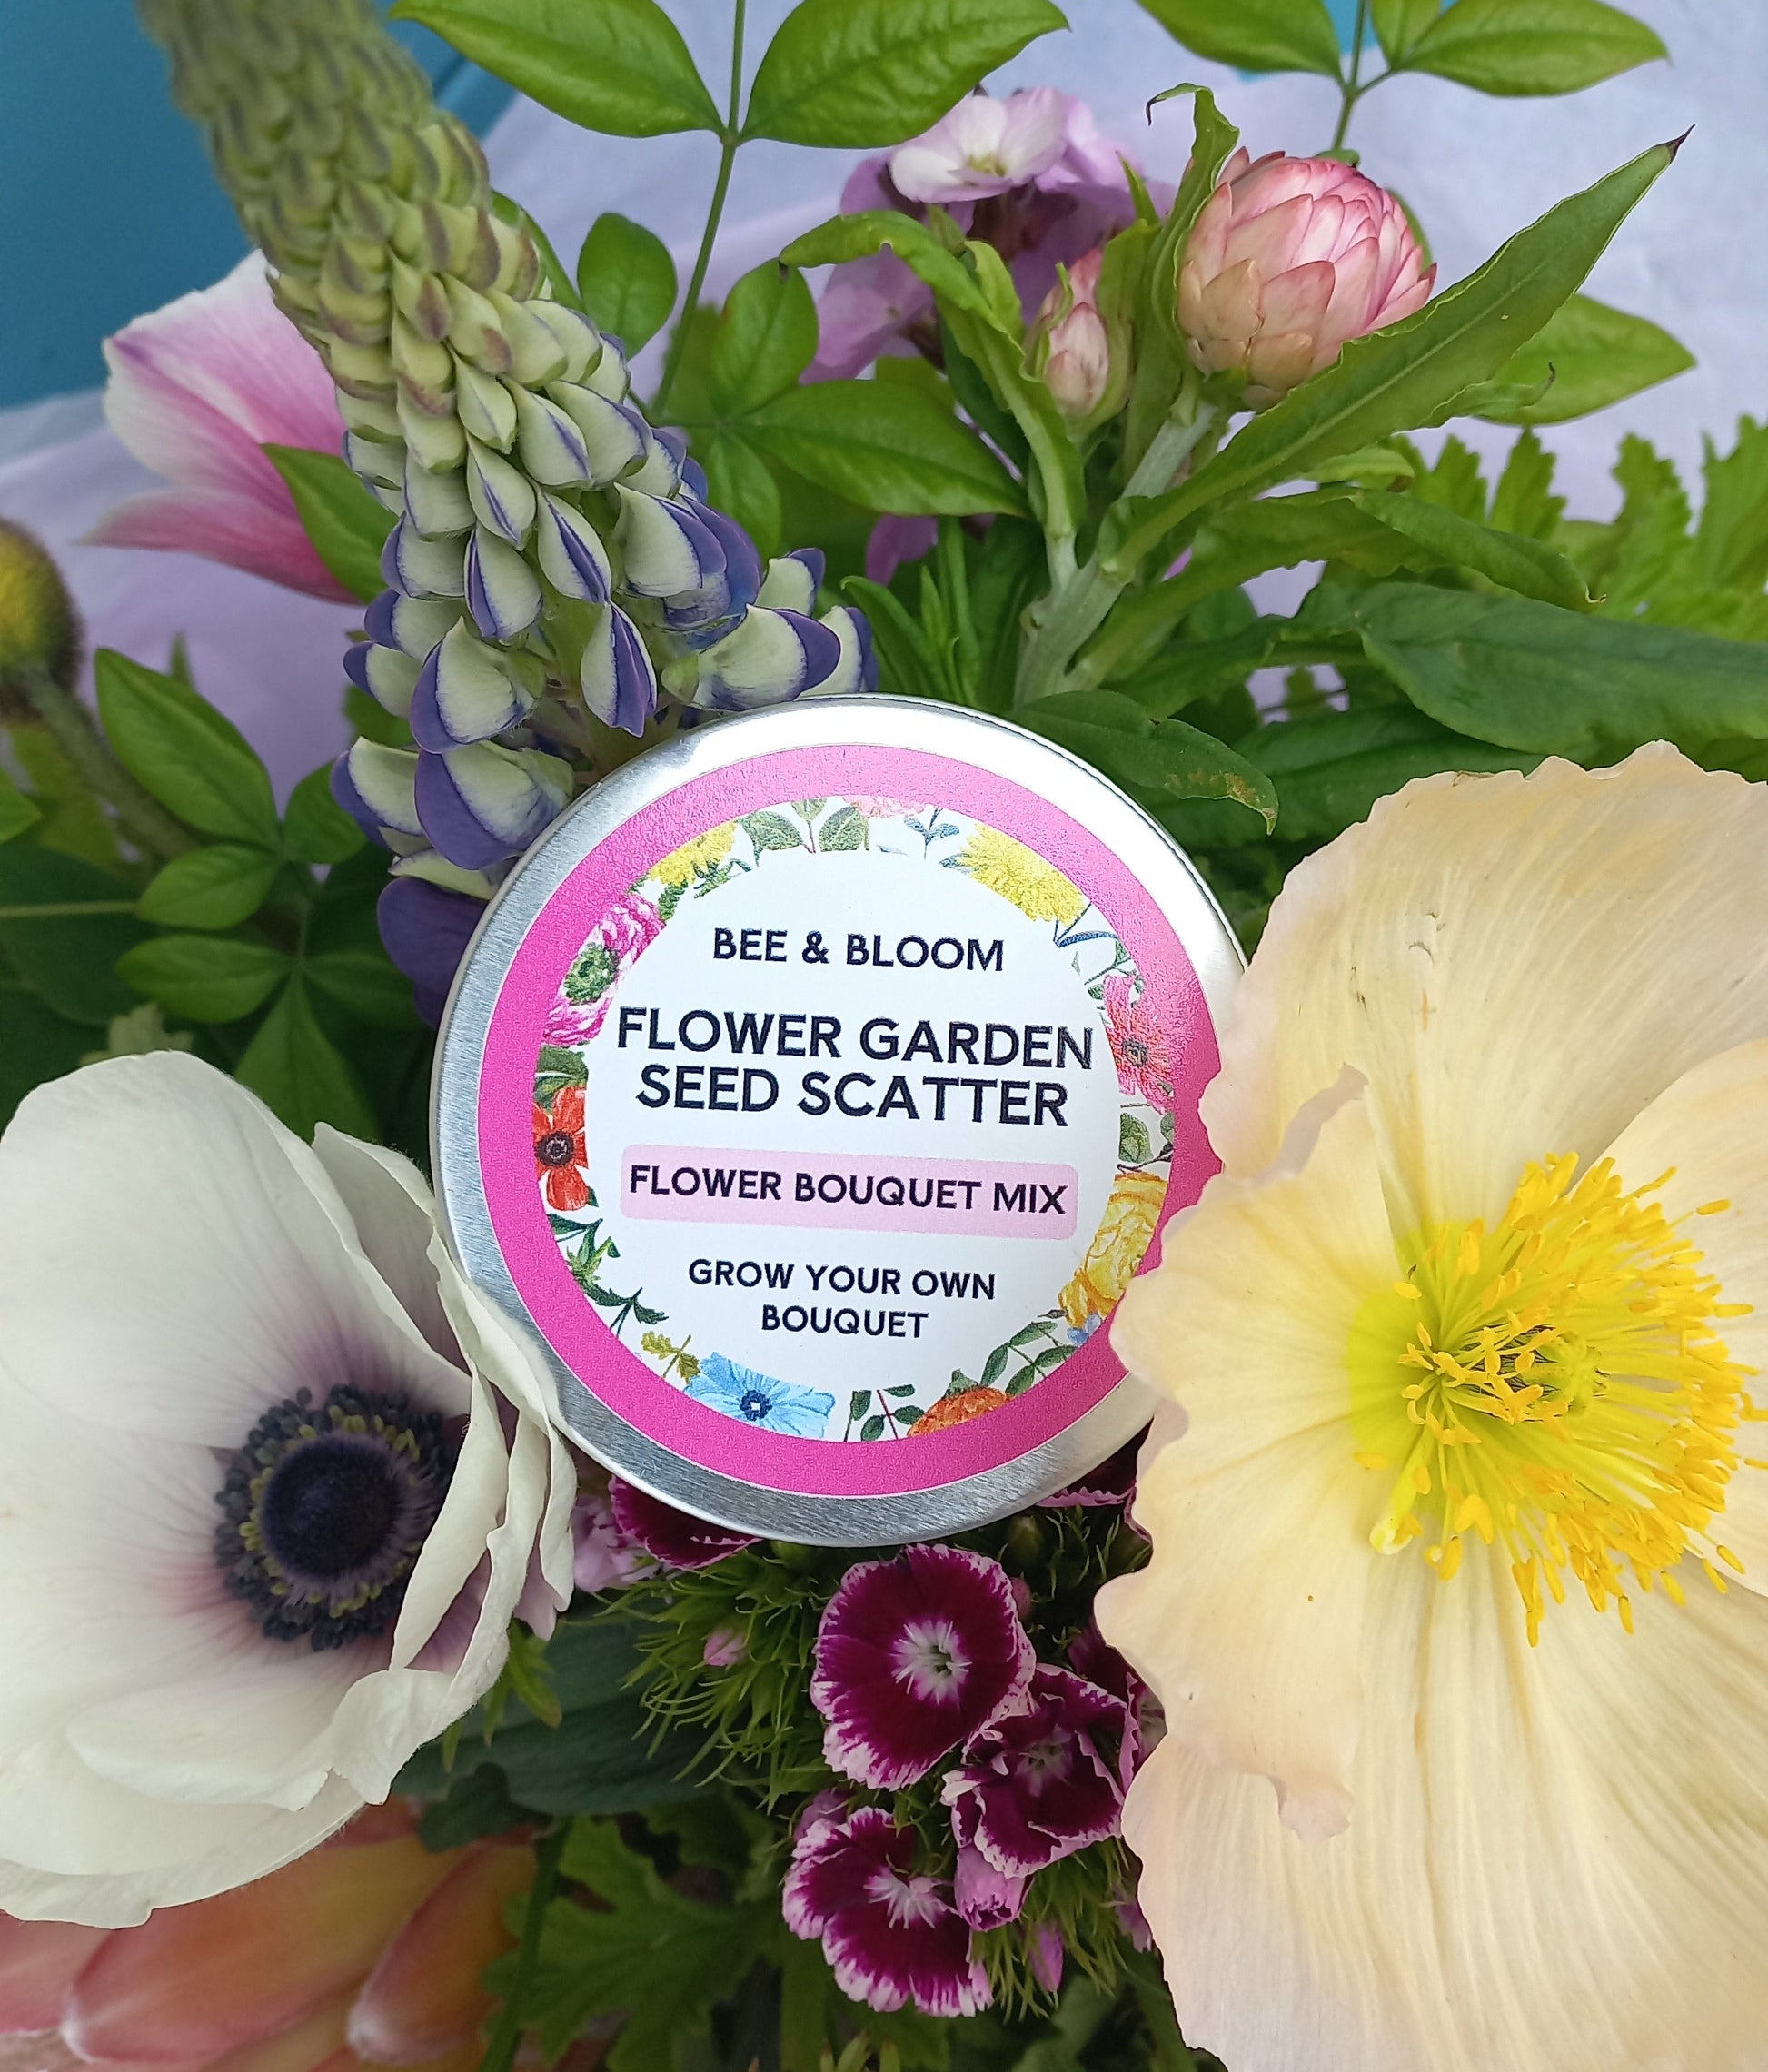 BEE & BLOOM
FLOWER GARDEN
SEED SCATTER
FLOWER BOUQUET MIX
GROW YOUR OWN
BOUQUET